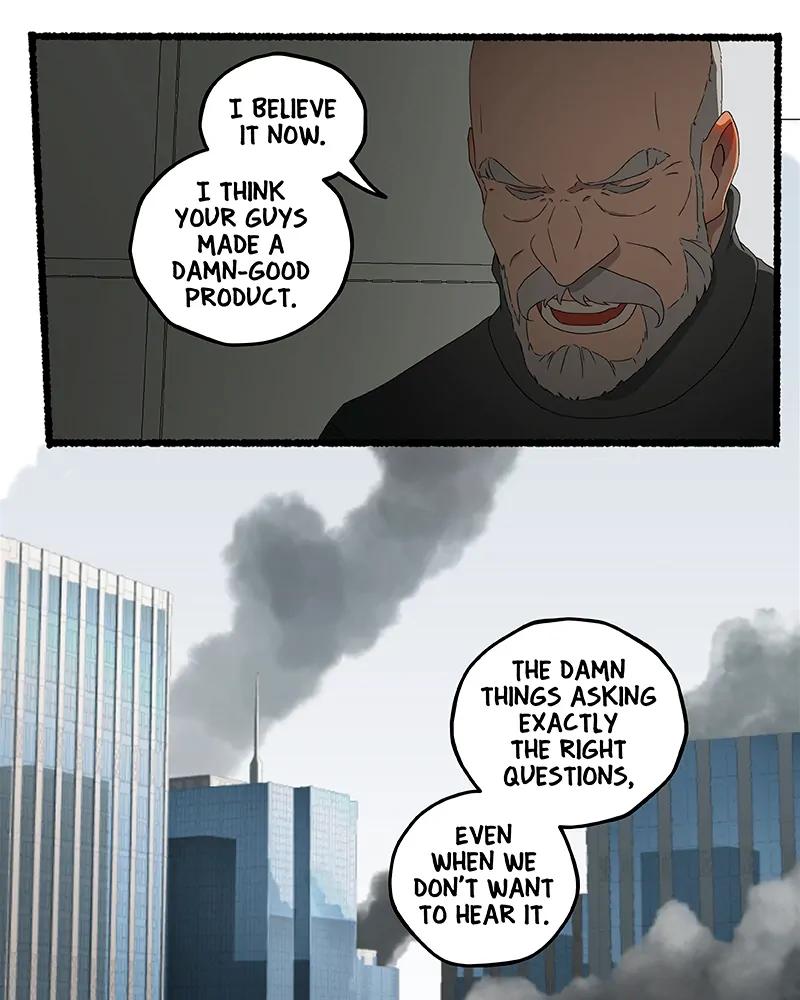 I BELIEVE
IT NOW.
I THINK
YOUR GUYS
MADE A
DAMN-GOOD
PRODUCT.
THE DAMN
THINGS ASKING
EXACTLY
THE RIGHT
QUESTIONS,
EVEN
WHEN WE
DON'T WANT
TO HEAR IT.